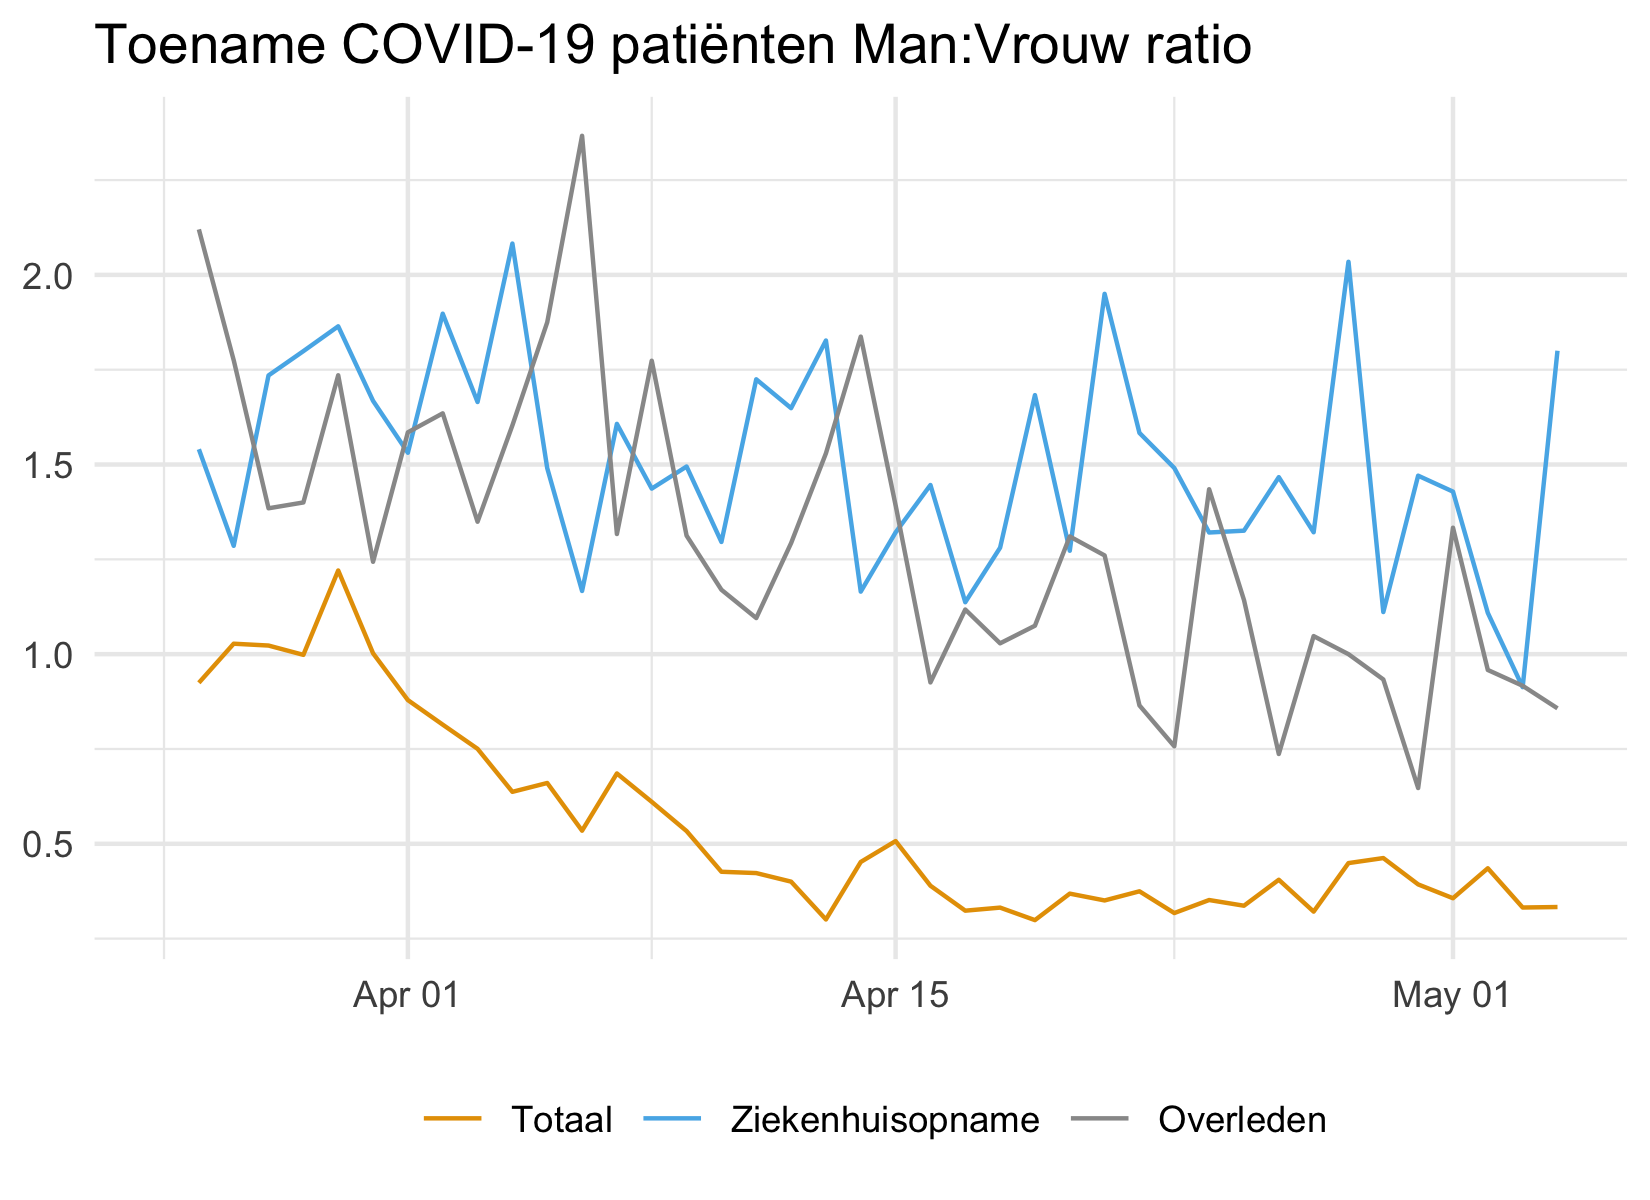 Toename COVID-19 patiënten Man:Vrouw ratio
2.0
1.5
1.0
0.5
Apr 01 Apr 15 May 01
Totaal Ziekenhuisopname Overleden